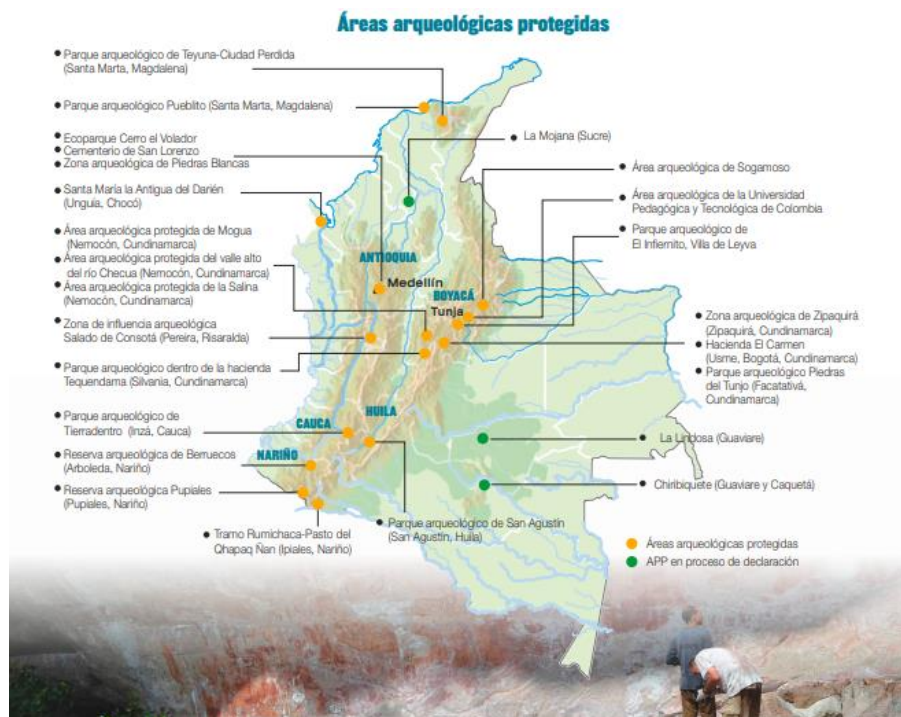 Áreas arqueológicas protegidas
Parque arqueológico de Teyuna-Ciudad Perdida
(Santa Marta, Magdalena)
Parque arqueológico Pueblito (Santa Marta, Magdalena)
Ecoparque Cerro el Volador
Cementerio de San Lorenzo
Zona arqueológica de Piedras Blancas
Santa María la Antigua del Darién
(Unguía, Chocó)
Área arqueológica protegida de Mogua
(Nemocón, Cundinamarca)
Área arqueológica protegida del valle alto
del río Checua (Nemocón, Cundinamarca)
Área arqueológica protegida de la Salina
(Nemocón, Cundinamarca)
Zona de influencia arqueológica
Salado de Consotá (Pereira, Risaralda)
Parque arqueológico dentro de la hacienda
Tequendama (Silvania, Cundinamarca)
Parque arqueológico de
Tierradentro (Inzá, Cauca)
Reserva arqueológica de Berruecos
(Arboleda, Nariño)
Reserva arqueológica Pupiales
(Pupiales, Nariño)
Tramo Rumichaca-Pasto del
Qhapaq Ñan (Ipiales, Nariño)
Parque arqueológico de San Agustín
(San Agustín, Huila)
ANTIOQUIA
Medellín
BOYACÁ
Tunja
HUILA
CAUCA
NARIÑO
La Mojana (Sucre)
Área arqueológica de Sogamoso
Área arqueológica de la Universidad
Pedagógica y Tecnológica de Colombia
Parque arqueológico de
El Infiernito, Villa de Leyva
Zona arqueológica de Zipaquirá
(Zipaquirá, Cundinamarca)
Hacienda El Carmen
(Usme, Bogotá, Cundinamarca)
Parque arqueológico Piedras
del Tunjo (Facatativá,
Cundinamarca)
La Lindosa (Guaviare)
Chiribiquete (Guaviare y Caquetá)
Áreas arqueológicas protegidas
APP en proceso de declaración